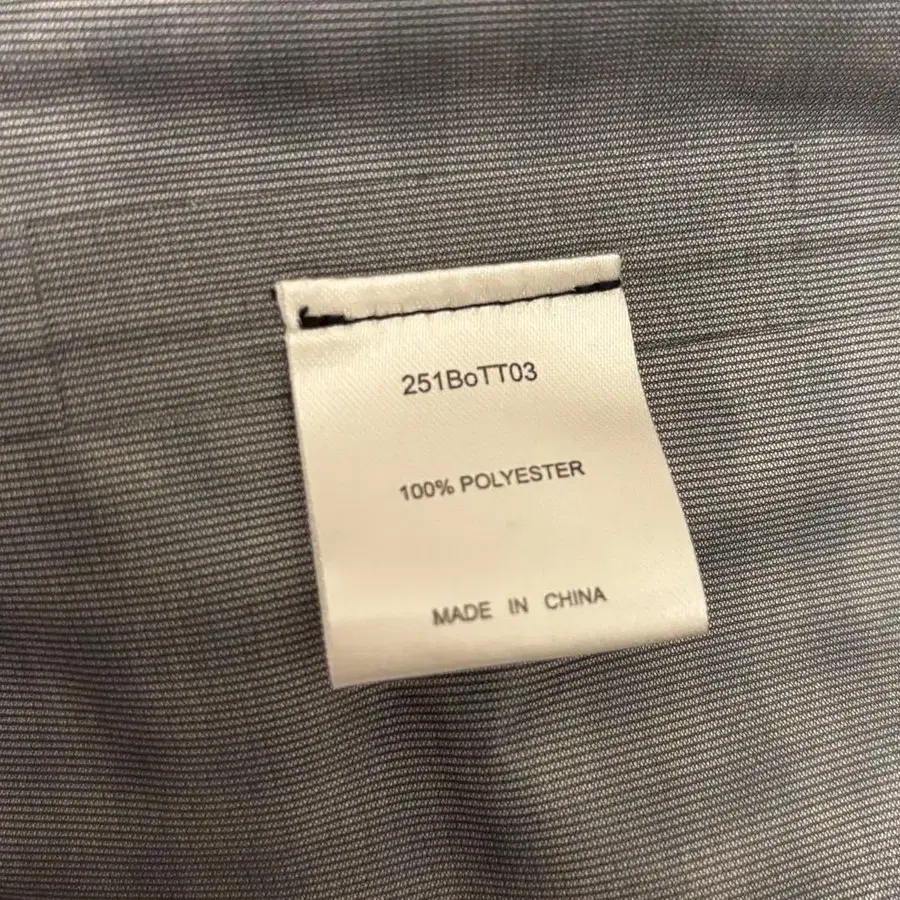 251BoTT03
100% POLYESTER
MADE IN CHINA